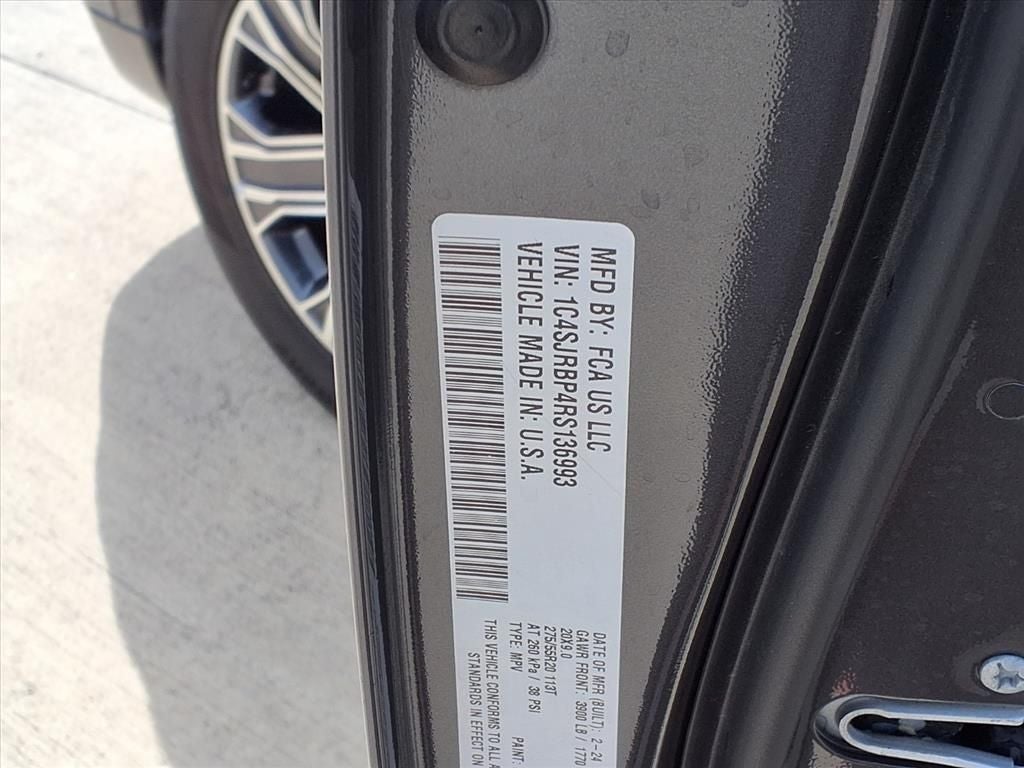 MFD BY: FCA US LLC
VIN: 1C4SJRBP4RS136993
VEHICLE MADE IN: U.S.A.
DATE OF MFR (BUILT): 2-24
GAWR FRONT: 3900 LB / 1770
20X9.0
275/55R20 113T
AT 260 kPa / 38 PSI
TYPE: MPV
PAINT:
THIS VEHICLE CONFORMS TO ALL
STANDARDS IN EFFECT ON